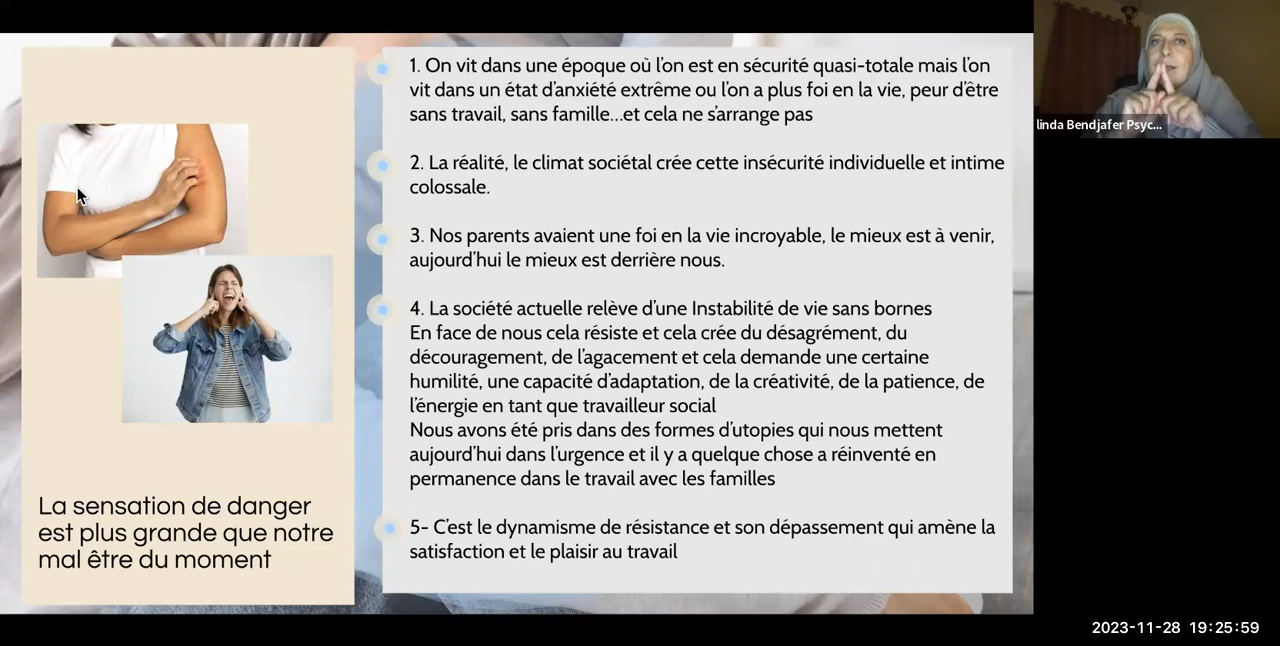 La sensation de danger
est plus grande que notre
mal être du moment
1. On vit dans une époque où l'on est en sécurité quasi-totale mais l'on
vit dans un état d'anxiété extrême ou l'on a plus foi en la vie, peur d'être
sans travail, sans famille...et cela ne s'arrange pas
2. La réalité, le climat sociétal crée cette insécurité individuelle et intime
colossale.
3. Nos parents avaient une foi en la vie incroyable, le mieux est à venir,
aujourd'hui le mieux est derrière nous.
4. La société actuelle relève d'une Instabilité de vie sans bornes
En face de nous cela résiste et cela crée du désagrément, du
découragement, de l'agacement et cela demande une certaine
humilité, une capacité d'adaptation, de la créativité, de la patience, de
l'énergie en tant que travailleur social
Nous avons été pris dans des formes d'utopies qui nous mettent
aujourd'hui dans l'urgence et il y a quelque chose a réinventé en
permanence dans le travail avec les familles
5- C'est le dynamisme de résistance et son dépassement qui amène la
satisfaction et le plaisir au travail
linda Bendjafer Psyc...
2023-11-28 19:25:59